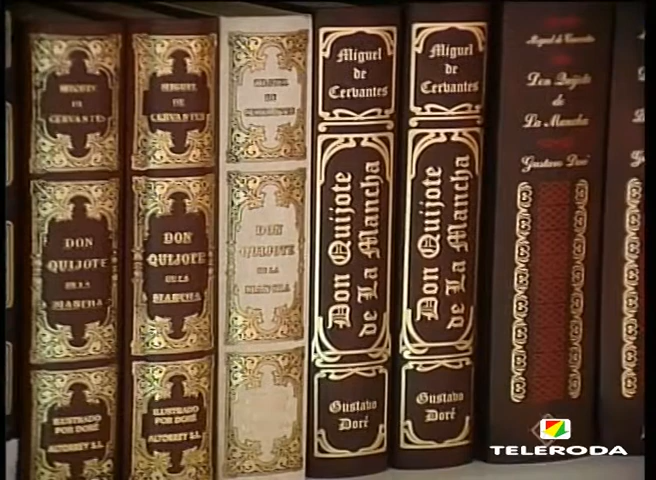 MIGUEL
DE
CERVANTES
DON
QUIJOTE
DE LA
MANCHA
ILUSTRADO
POR DORÉ
MIGUEL
DE
CERVANTES
DON
QUIJOTE
DE LA
MANCHA
ILUSTRADO
POR DORÉ
MIGUEL
DE
CERVANTES
DON
QUIJOTE
DE LA
MANCHA
Miguel
de
Cervantes
Don Quijote
de La Mancha
Gustavo
Doré
Miguel
de
Cervantes
Don Quijote
de La Mancha
Gustavo
Doré
Miguel de Cervantes
Don Quijote
de
La Mancha
Gustavo Doré
TELERODA